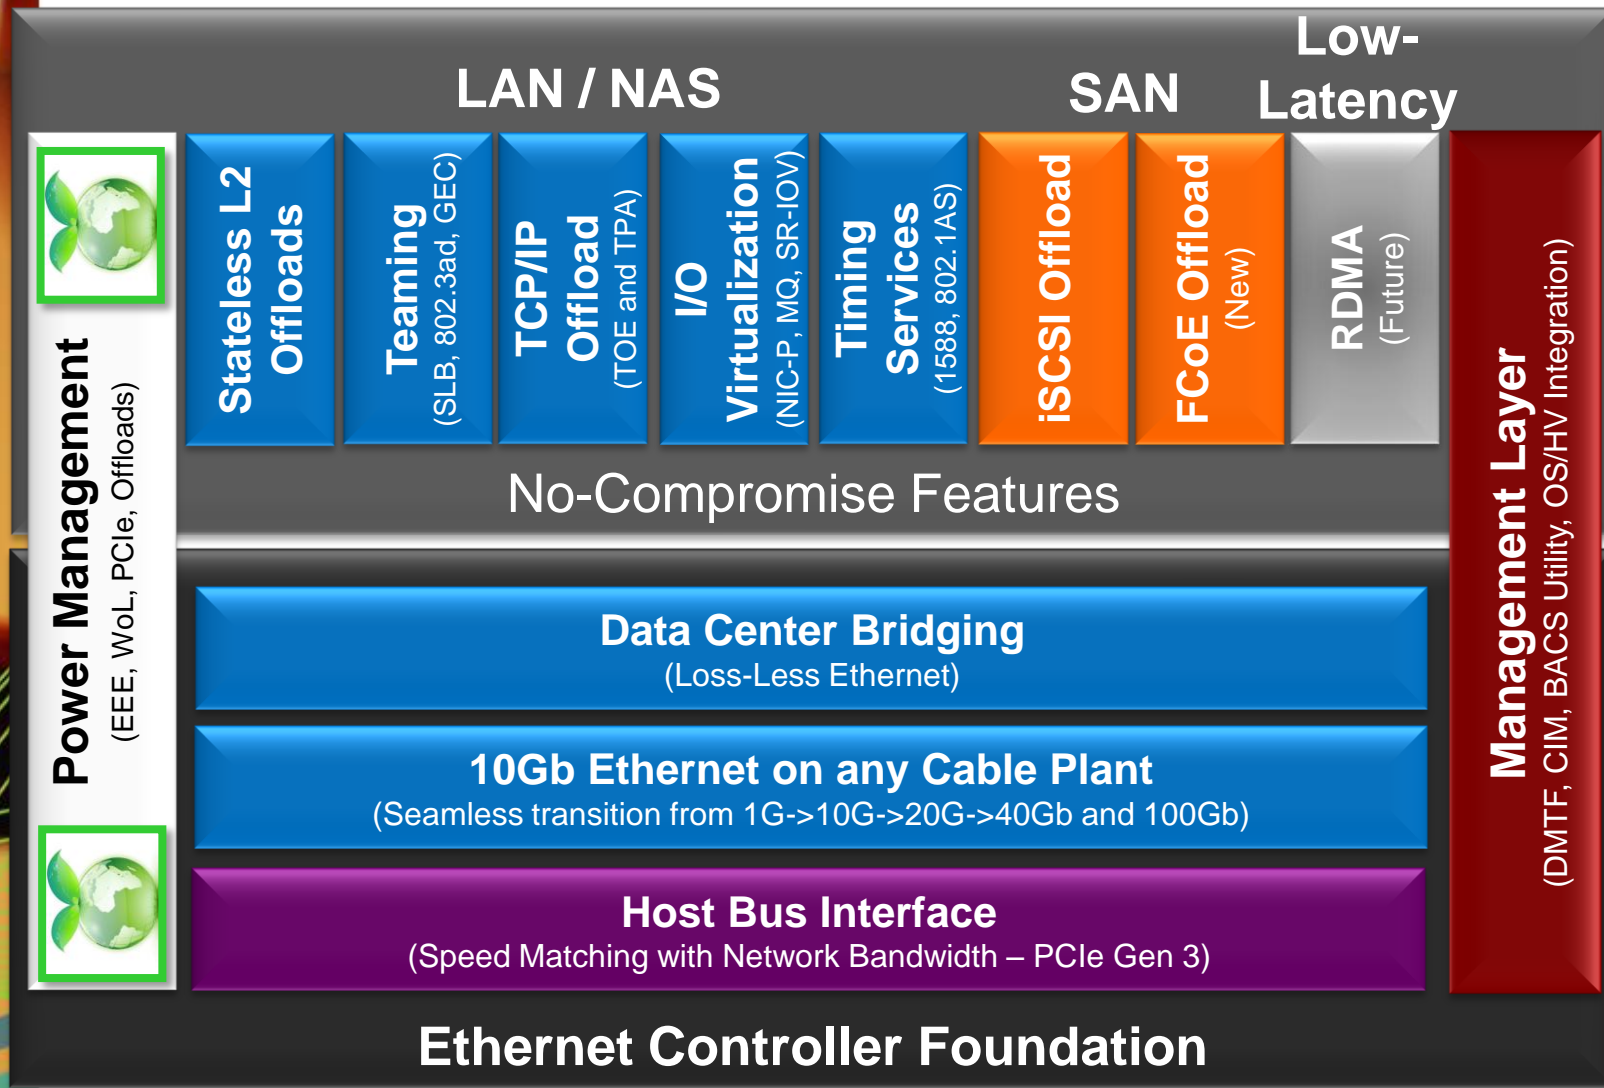 LAN / NAS
SAN
Low-
Latency
Power Management
(EEE, WoL, PCIe, Offloads)
Stateless L2
Offloads
Teaming
(SLB, 802.3ad, GEC)
TCP/IP
Offload
(TOE and TPA)
I/O
Virtualization
(NIC-P, MQ, SR-IOV)
Timing
Services
(1588, 802.1AS)
iSCSI Offload
FCoE Offload
(New)
RDMA
(Future)
Management Layer
(DMTF, CIM, BACS Utility, OS/HV Integration)
No-Compromise Features
Data Center Bridging
(Loss-Less Ethernet)
10Gb Ethernet on any Cable Plant
(Seamless transition from 1G->10G->20G->40Gb and 100Gb)
Host Bus Interface
(Speed Matching with Network Bandwidth – PCIe Gen 3)
Ethernet Controller Foundation